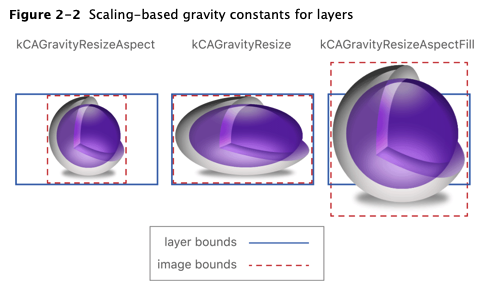 Figure 2-2 Scaling-based gravity constants for layers
kCAGravityResizeAspect kCAGravityResize kCAGravityResizeAspectFill
layer bounds
image bounds